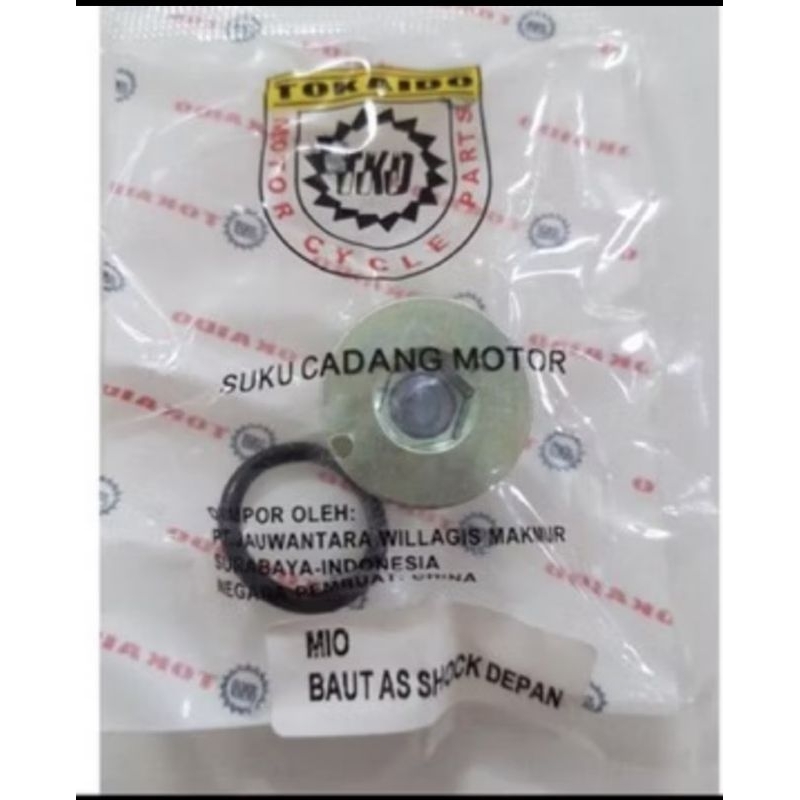 TOKAIDO
TKD
MOTOR CYCLE PARTS
SUKU CADANG MOTOR
OLEH:
PT. JAUWANTARA WILLAGIS MAKMUR
SURABAYA-INDONESIA
NEGARA PEMBUAT: CHINA
MIO
BAUT AS SHOCK DEPAN